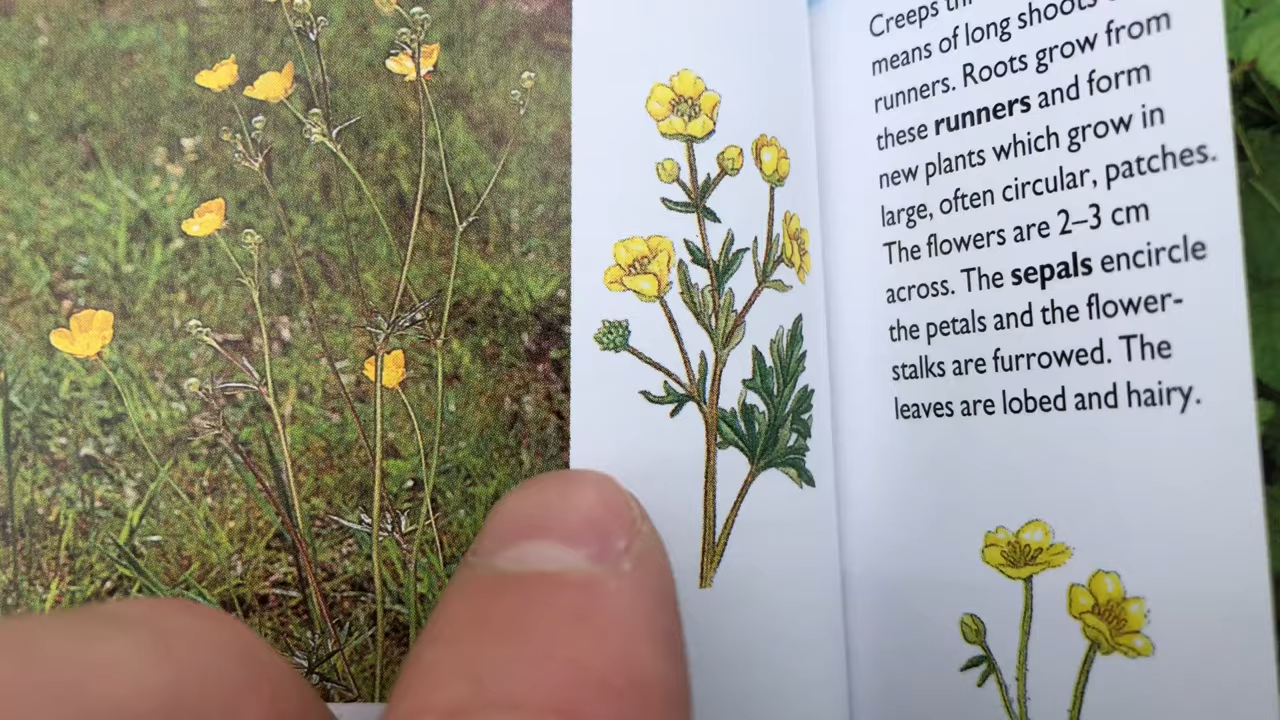 Creeps
means of long shoots
runners. Roots grow from
these runners and form
new plants which grow in
large, often circular, patches.
The flowers are 2–3 cm
across. The sepals encircle
the petals and the flower-
stalks are furrowed. The
leaves are lobed and hairy.